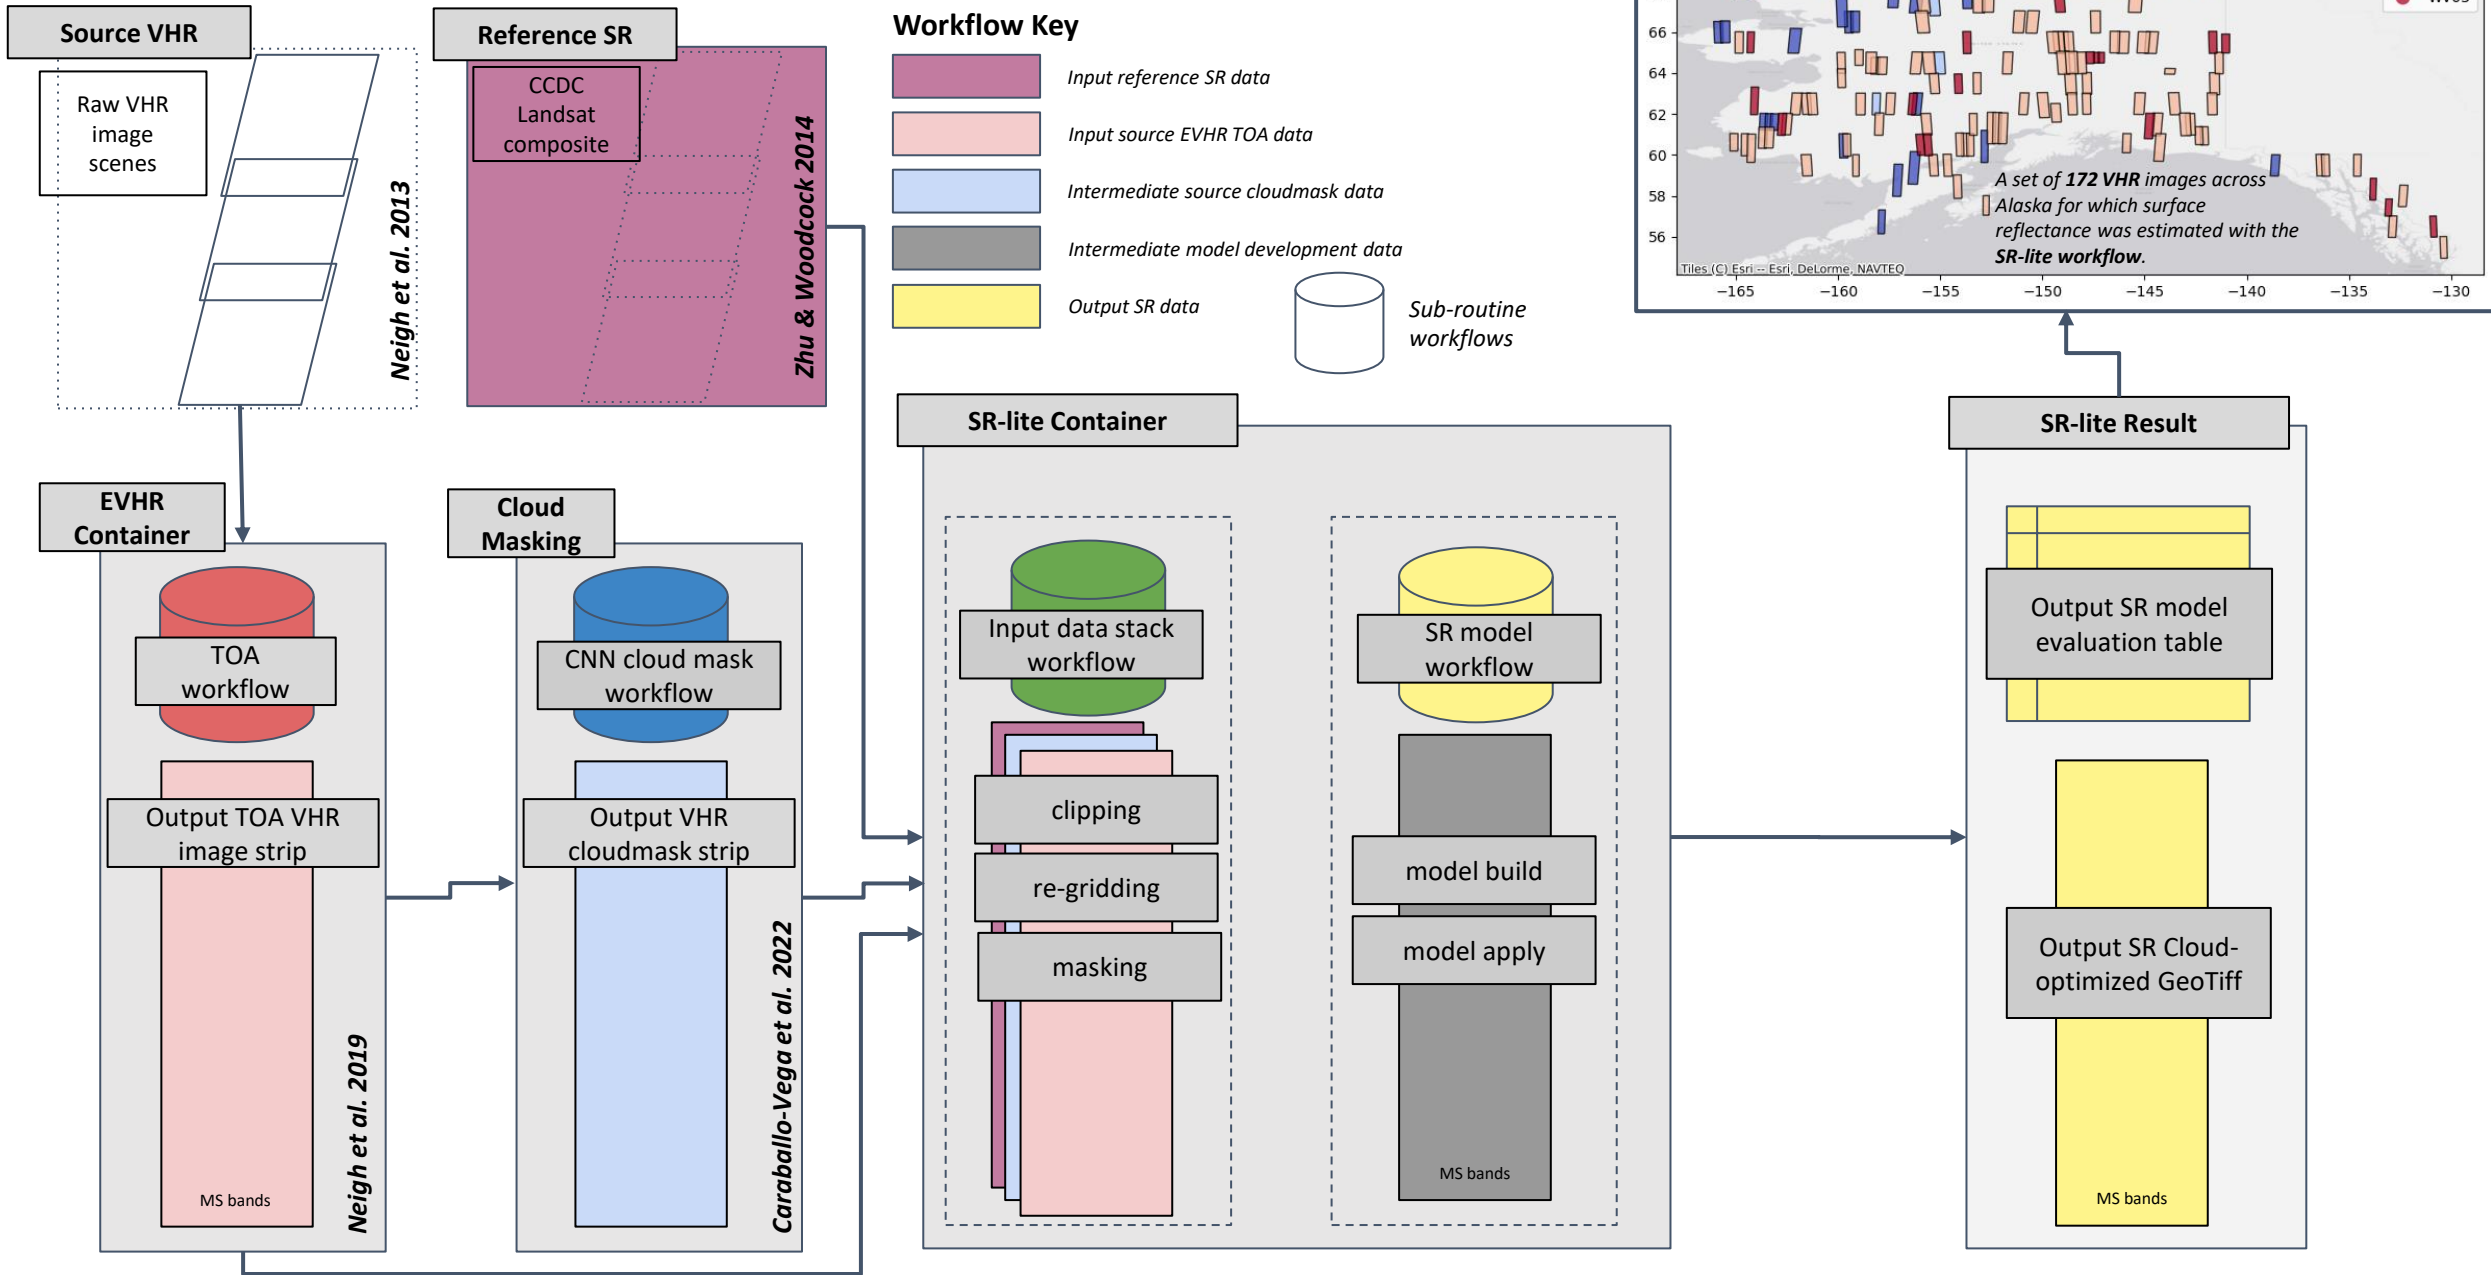 Source VHR
Raw VHR
image
scenes
Neigh et al. 2013
Reference SR
CCDC
Landsat
composite
Zhu & Woodcock 2014
Workflow Key
Input reference SR data
Input source EVHR TOA data
Intermediate source cloudmask data
Intermediate model development data
Output SR data
Sub-routine
workflows
66
64
62
60
58
56
A set of 172 VHR images across
Alaska for which surface
reflectance was estimated with the
SR-lite workflow.
Tiles (C) Esri -- Esri, DeLorme, NAVTEQ
−165
−160
−155
−150
−145
−140
−135
−130
EVHR
Container
TOA
workflow
Output TOA VHR
image strip
MS bands
Neigh et al. 2019
Cloud
Masking
CNN cloud mask
workflow
Output VHR
cloudmask strip
Caraballo-Vega et al. 2022
SR-lite Container
Input data stack
workflow
clipping
re-gridding
masking
SR model
workflow
model build
model apply
MS bands
SR-lite Result
Output SR model
evaluation table
Output SR Cloud-
optimized GeoTiff
MS bands